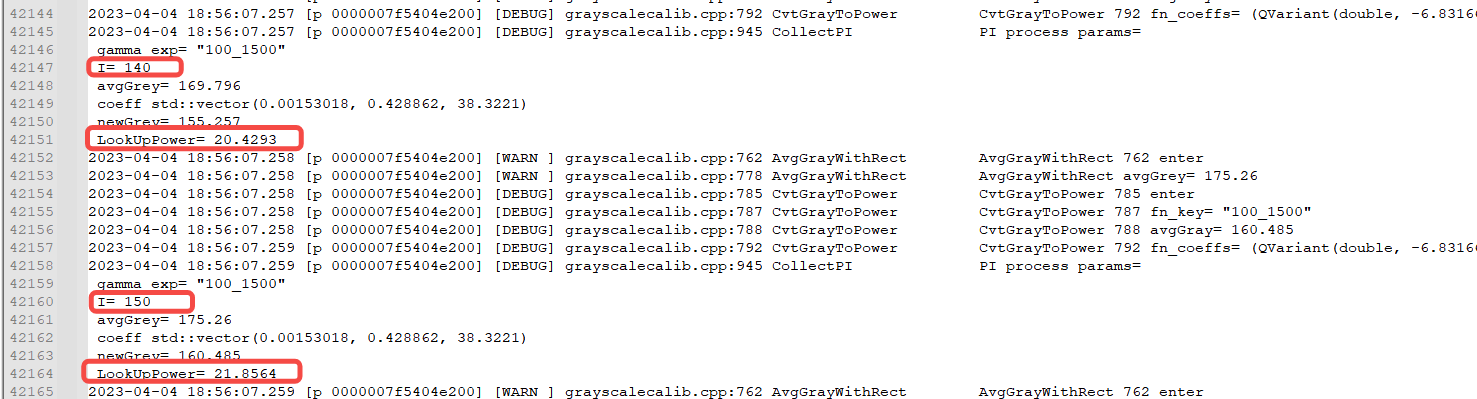 42144 2023-04-04 18:56:07.257 [p 0000007f5404e200] [DEBUG] grayscalecalib.cpp:792 CvtGrayToPower CvtGrayToPower 792 fn_coeffs= (QVariant(double, -6.8316
42145 2023-04-04 18:56:07.257 [p 0000007f5404e200] [DEBUG] grayscalecalib.cpp:945 CollectPI PI process params=
42146 gamma exp= "100_1500"
42147 I= 140
42148 avgGrey= 169.796
42149 coeff std::vector(0.00153018, 0.428862, 38.3221)
42150 newGrey= 155.257
42151 LookUpPower= 20.4293
42152 2023-04-04 18:56:07.258 [p 0000007f5404e200] [WARN ] grayscalecalib.cpp:762 AvgGrayWithRect AvgGrayWithRect 762 enter
42153 2023-04-04 18:56:07.258 [p 0000007f5404e200] [WARN ] grayscalecalib.cpp:778 AvgGrayWithRect AvgGrayWithRect avgGrey= 175.26
42154 2023-04-04 18:56:07.258 [p 0000007f5404e200] [DEBUG] grayscalecalib.cpp:785 CvtGrayToPower CvtGrayToPower 785 enter
42155 2023-04-04 18:56:07.258 [p 0000007f5404e200] [DEBUG] grayscalecalib.cpp:787 CvtGrayToPower CvtGrayToPower 787 fn_key= "100_1500"
42156 2023-04-04 18:56:07.258 [p 0000007f5404e200] [DEBUG] grayscalecalib.cpp:788 CvtGrayToPower CvtGrayToPower 788 avgGray= 160.485
42157 2023-04-04 18:56:07.259 [p 0000007f5404e200] [DEBUG] grayscalecalib.cpp:792 CvtGrayToPower CvtGrayToPower 792 fn_coeffs= (QVariant(double, -6.8316
42158 2023-04-04 18:56:07.259 [p 0000007f5404e200] [DEBUG] grayscalecalib.cpp:945 CollectPI PI process params=
42159 gamma exp= "100_1500"
42160 I= 150
42161 avgGrey= 175.26
42162 coeff std::vector(0.00153018, 0.428862, 38.3221)
42163 newGrey= 160.485
42164 LookUpPower= 21.8564
42165 2023-04-04 18:56:07.259 [p 0000007f5404e200] [WARN ] grayscalecalib.cpp:762 AvgGrayWithRect AvgGrayWithRect 762 enter